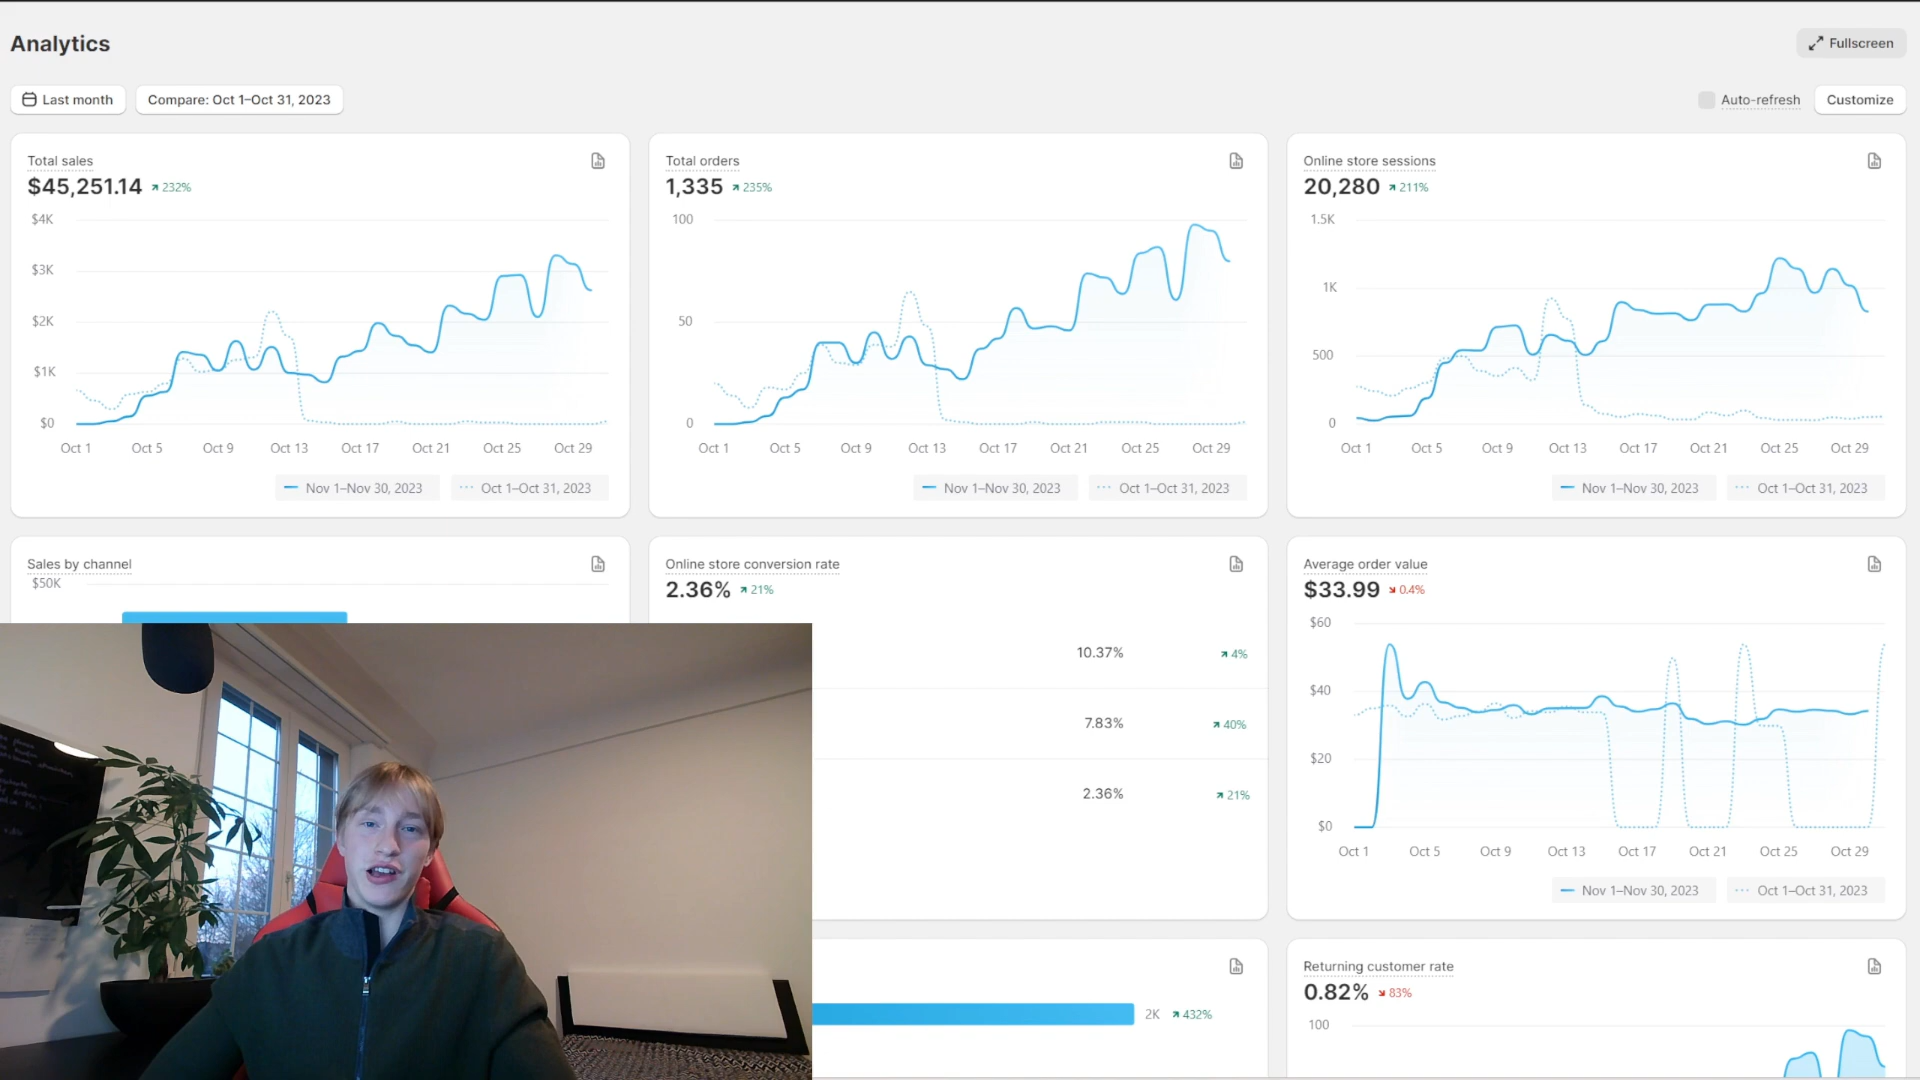 Analytics
Fullscreen
Last month
Compare: Oct 1–Oct 31, 2023
Auto-refresh
Customize
Total sales
$45,251.14 232%
$4K
$3K
$2K
$1K
$0
Oct 1 Oct 5 Oct 9 Oct 13 Oct 17 Oct 21 Oct 25 Oct 29
Nov 1–Nov 30, 2023 Oct 1–Oct 31, 2023
Total orders
1,335 235%
100
50
0
Oct 1 Oct 5 Oct 9 Oct 13 Oct 17 Oct 21 Oct 25 Oct 29
Nov 1–Nov 30, 2023 Oct 1–Oct 31, 2023
Online store sessions
20,280 211%
1.5K
1K
500
0
Oct 1 Oct 5 Oct 9 Oct 13 Oct 17 Oct 21 Oct 25 Oct 29
Nov 1–Nov 30, 2023 Oct 1–Oct 31, 2023
Sales by channel
$50K
Online store conversion rate
2.36% 21%
10.37% 4%
7.83% 40%
2.36% 21%
Average order value
$33.99 0.4%
$60
$40
$20
$0
Oct 1 Oct 5 Oct 9 Oct 13 Oct 17 Oct 21 Oct 25 Oct 29
Nov 1–Nov 30, 2023 Oct 1–Oct 31, 2023
2K 432%
Returning customer rate
0.82% 83%
100